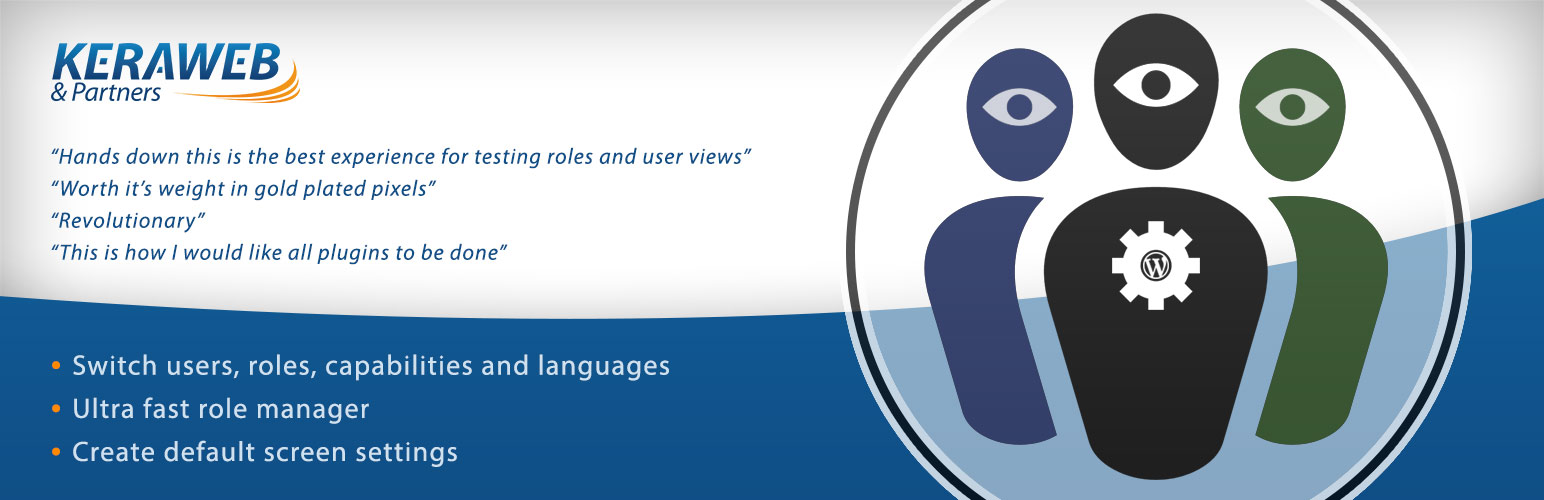 KERAWEB
& Partners
“Hands down this is the best experience for testing roles and user views”
“Worth it’s weight in gold plated pixels”
“Revolutionary”
“This is how I would like all plugins to be done”
W
• Switch users, roles, capabilities and languages
• Ultra fast role manager
• Create default screen settings